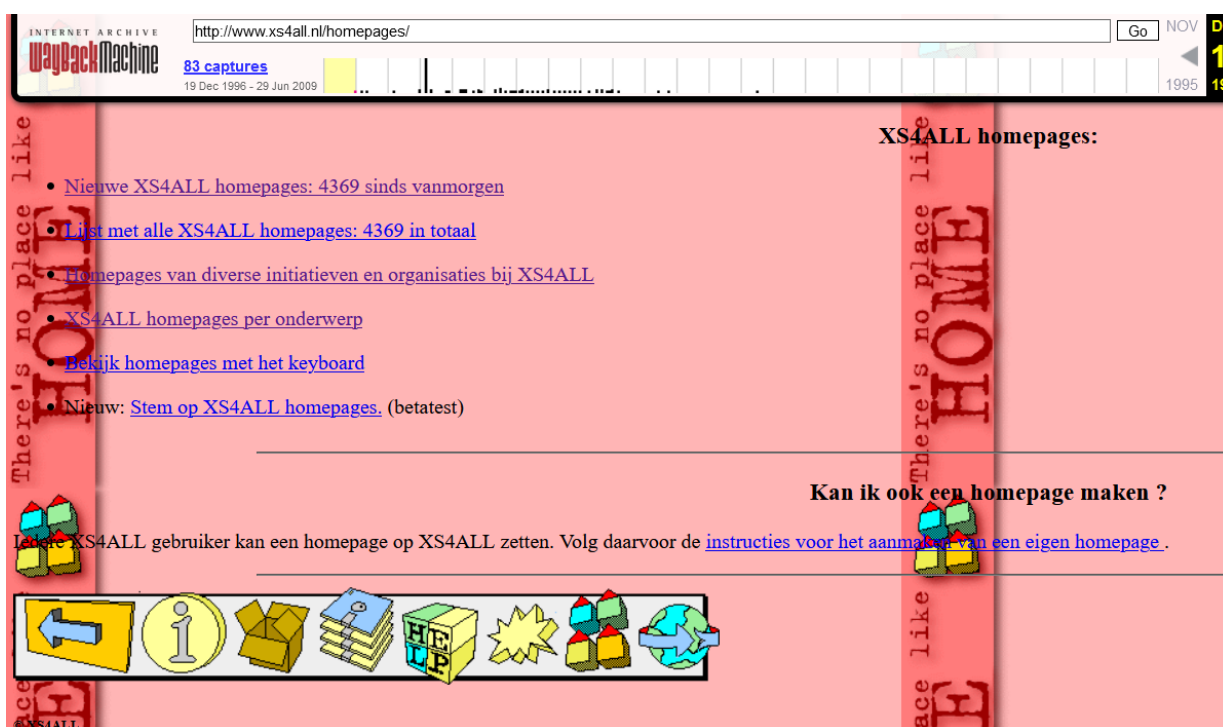 INTERNET ARCHIVE
WayBackMachine
http://www.xs4all.nl/homepages/
Go
NOV
83 captures
19 Dec 1996 - 29 Jun 2009
1995
XS4ALL homepages:
Nieuwe XS4ALL homepages: 4369 sinds vanmorgen
Lijst met alle XS4ALL homepages: 4369 in totaal
Homepages van diverse initiatieven en organisaties bij XS4ALL
XS4ALL homepages per onderwerp
Bekijk homepages met het keyboard
Nieuw: Stem op XS4ALL homepages. (betatest)
Kan ik ook een homepage maken ?
Iedere XS4ALL gebruiker kan een homepage op XS4ALL zetten. Volg daarvoor de instructies voor het aanmaken van een eigen homepage .
HELP
© XS4ALL
There's no place like
HOME
There's no place like
HOME